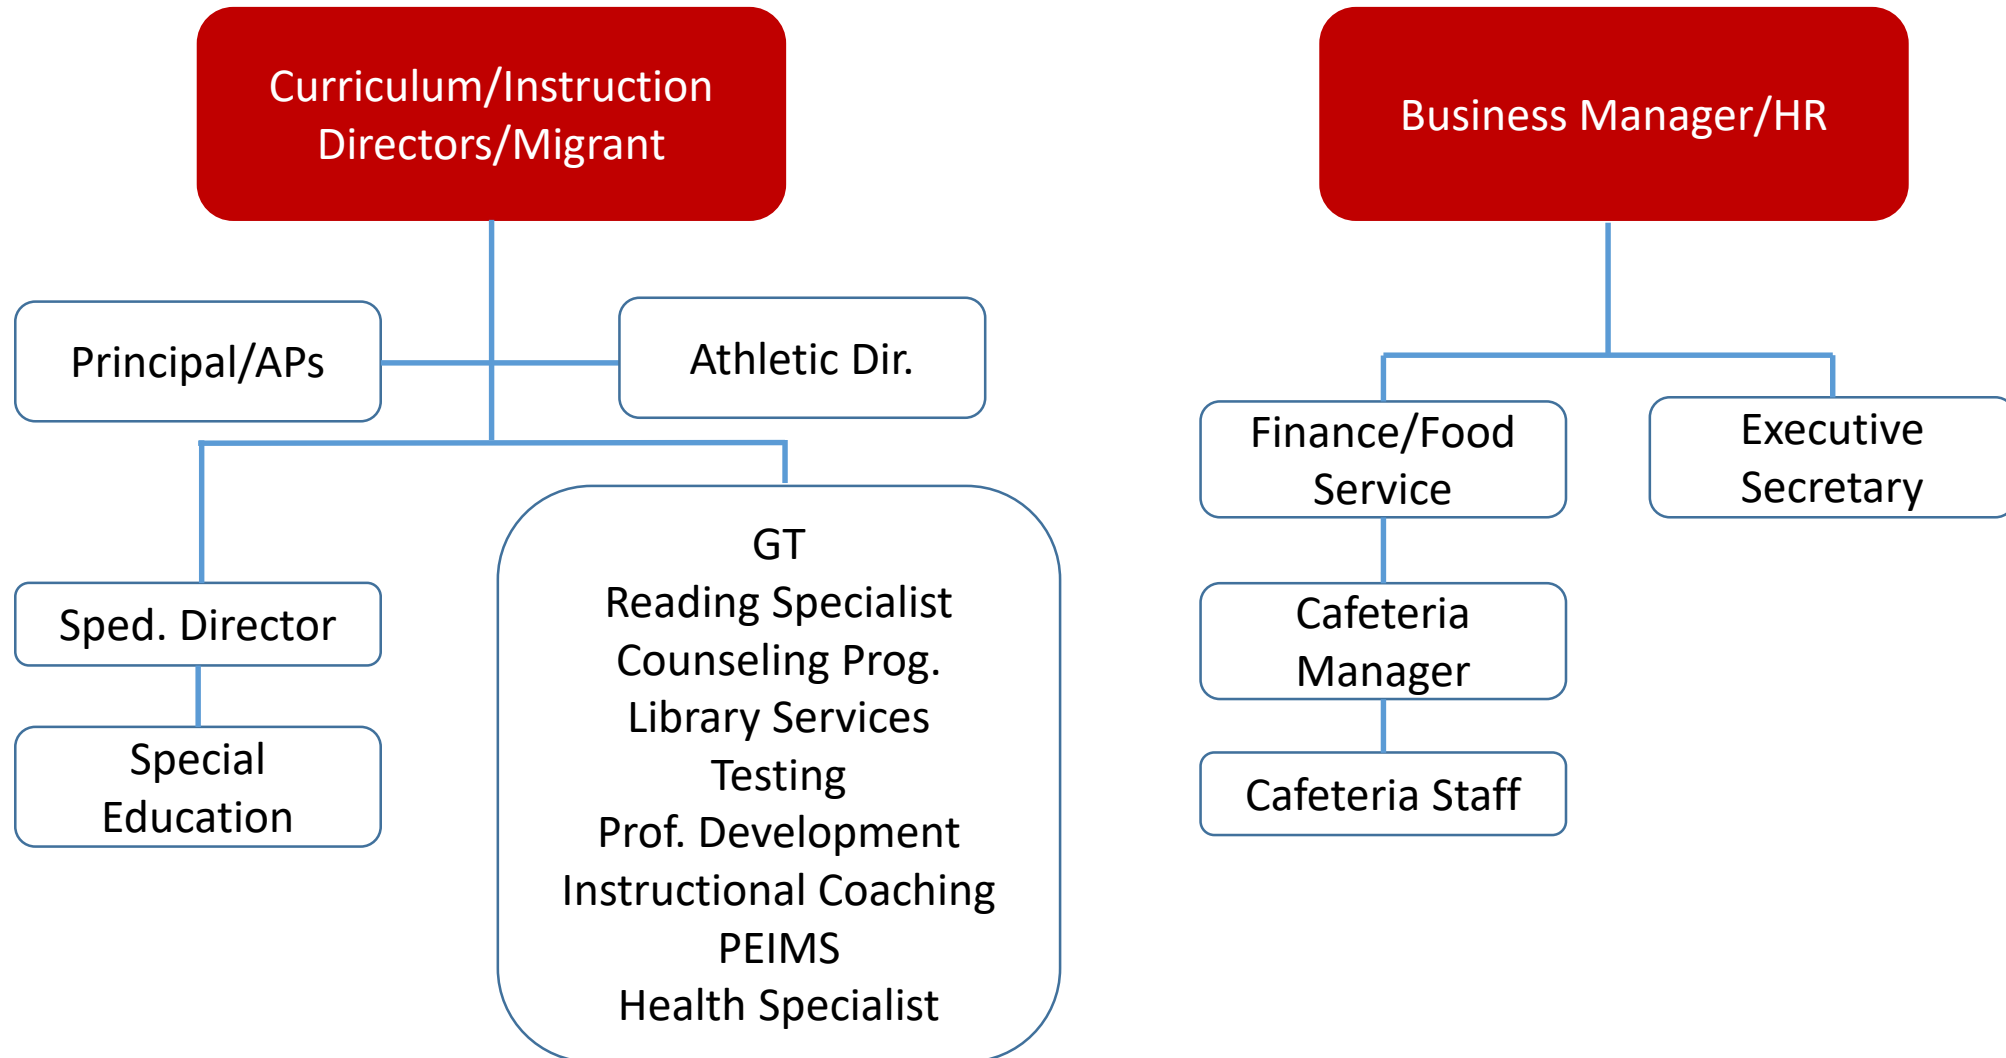 Curriculum/Instruction
Directors/Migrant
Business Manager/HR
Principal/APs
Athletic Dir.
Finance/Food
Service
Executive
Secretary
Sped. Director
Special
Education
GT
Reading Specialist
Counseling Prog.
Library Services
Testing
Prof. Development
Instructional Coaching
PEIMS
Health Specialist
Cafeteria
Manager
Cafeteria Staff